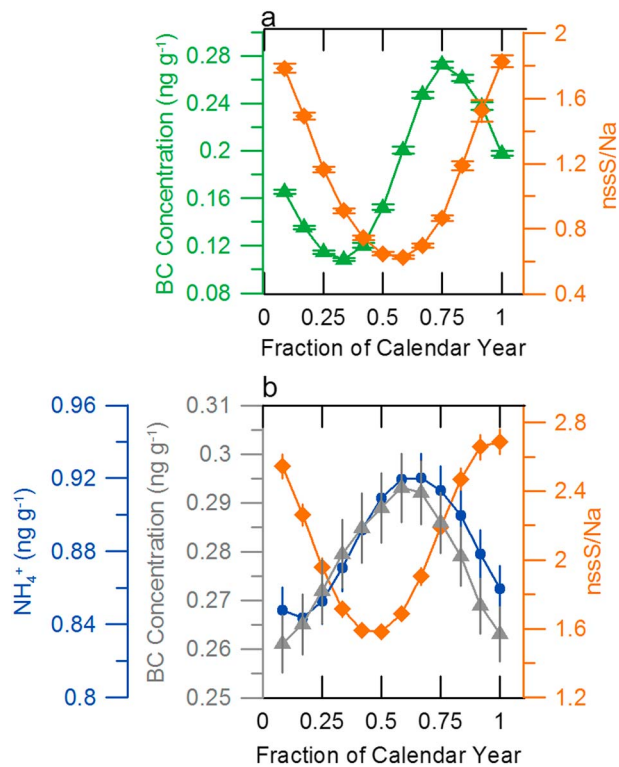 a
BC Concentration (ng g⁻¹)
0.28
0.24
0.2
0.16
0.12
0.08
2
1.6
1.2
0.8
0.4
nssS/Na
0 0.25 0.5 0.75 1
Fraction of Calendar Year
b
NH₄⁺ (ng g⁻¹)
0.96
0.92
0.88
0.84
0.8
BC Concentration (ng g⁻¹)
0.31
0.3
0.29
0.28
0.27
0.26
0.25
2.8
2.4
2
1.6
1.2
nssS/Na
0 0.25 0.5 0.75 1
Fraction of Calendar Year